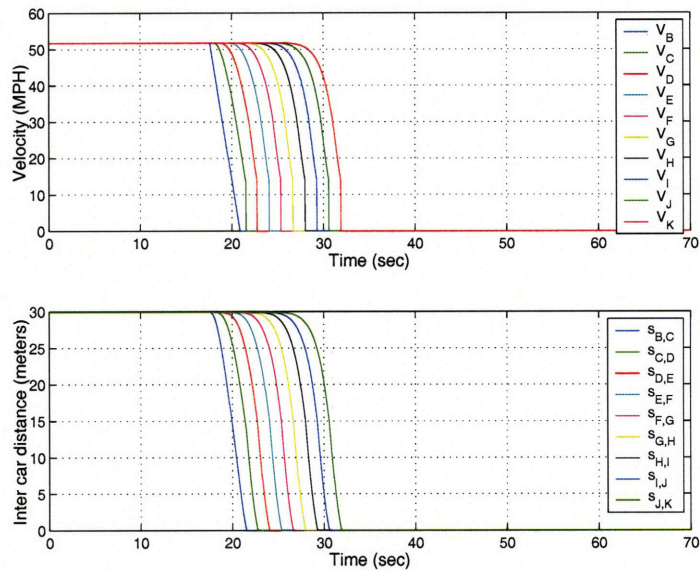 60
50
40
30
20
10
0
Velocity (MPH)
0 10 20 30 40 50 60 70
Time (sec)
V_B
V_C
V_D
V_E
V_F
V_G
V_H
V_I
V_J
V_K
30
25
20
15
10
5
0
Inter car distance (meters)
0 10 20 30 40 50 60 70
Time (sec)
s_B,C
s_C,D
s_D,E
s_E,F
s_F,G
s_G,H
s_H,I
s_I,J
s_J,K